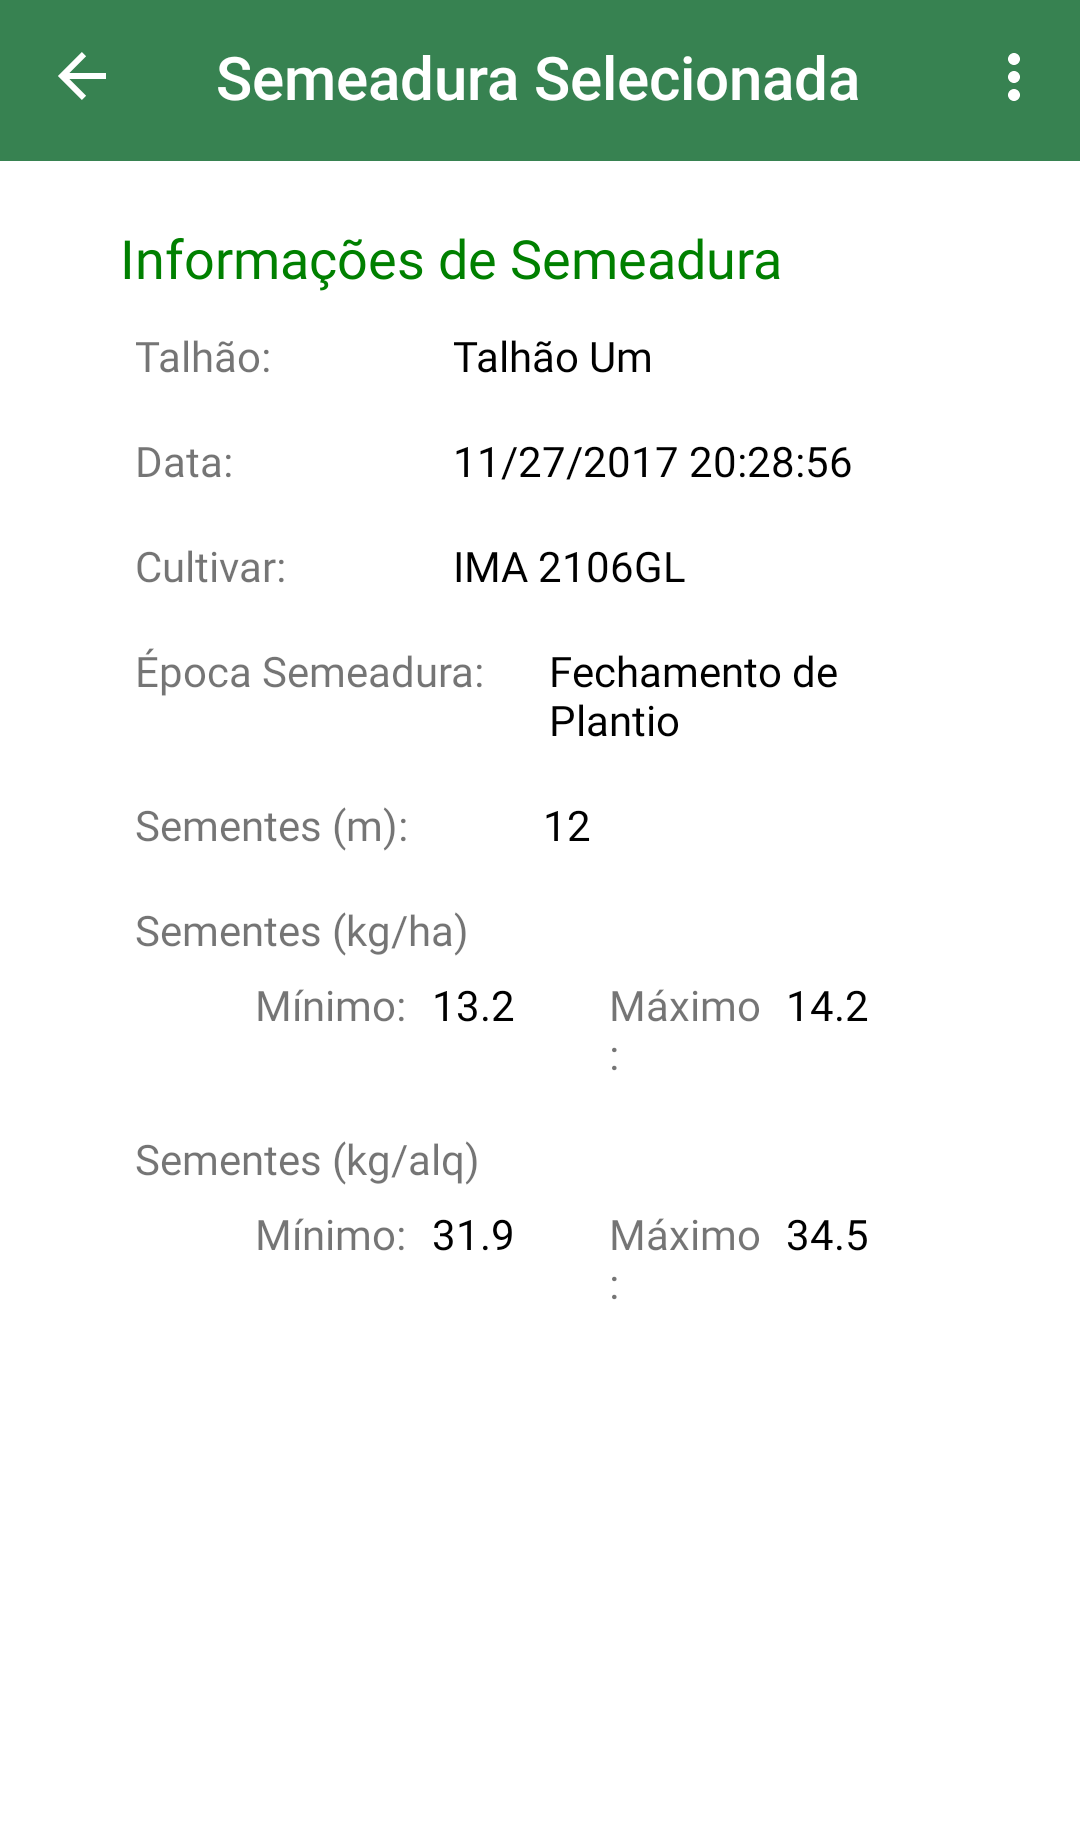 Semeadura Selecionada
Informações de Semeadura
Talhão: Talhão Um
Data: 11/27/2017 20:28:56
Cultivar: IMA 2106GL
Época Semeadura: Fechamento de
Plantio
Sementes (m): 12
Sementes (kg/ha)
Mínimo: 13.2 Máximo 14.2
:
Sementes (kg/alq)
Mínimo: 31.9 Máximo 34.5
: